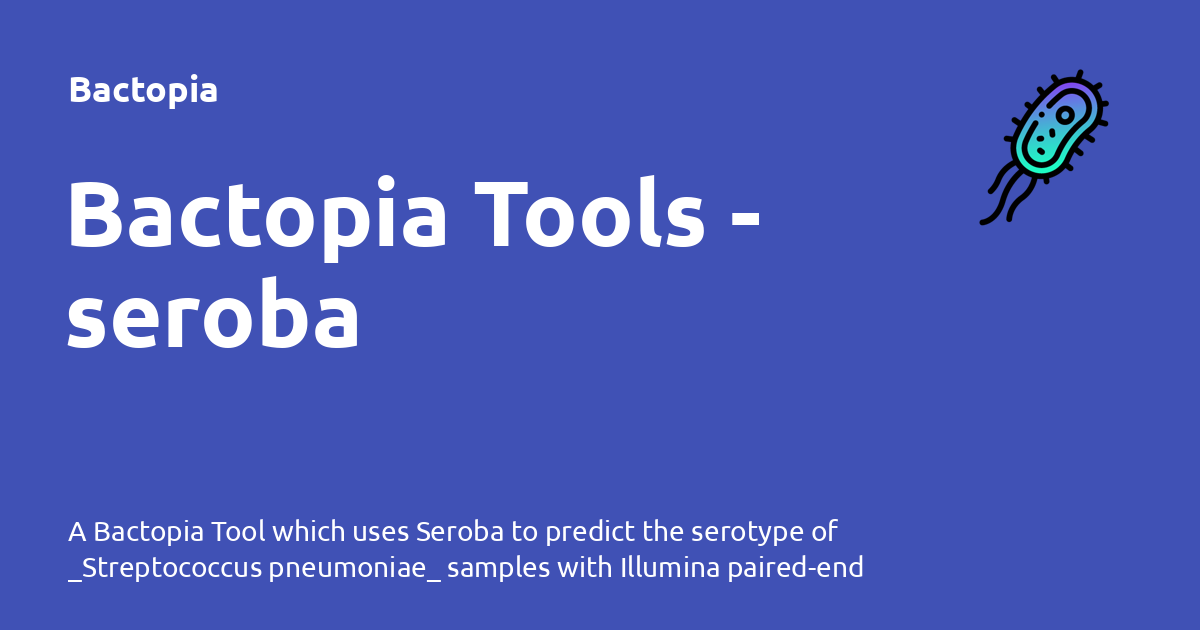 Bactopia
Bactopia Tools -
seroba
A Bactopia Tool which uses Seroba to predict the serotype of
_Streptococcus pneumoniae_ samples with Illumina paired-end